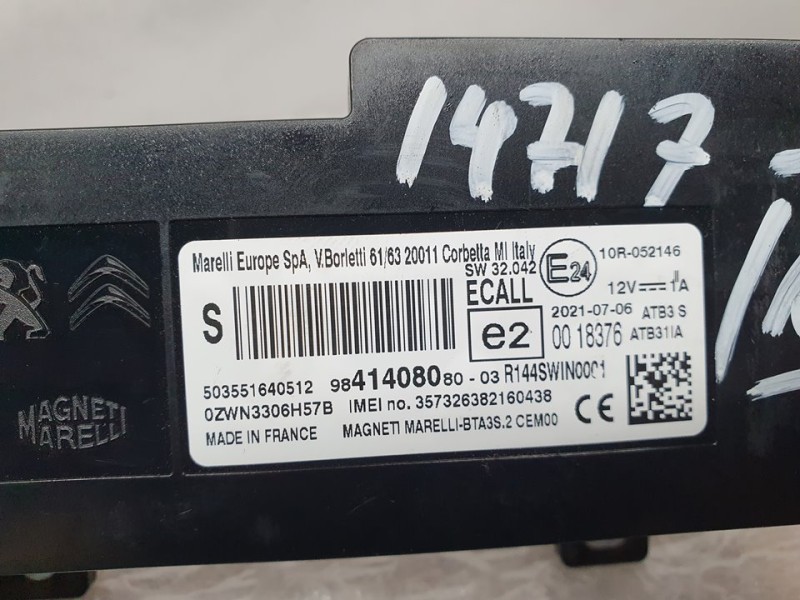 14717
Marelli Europe SpA, V.Borletti 61/63 20011 Corbetta MI Italy
SW 32.042
E24
10R-052146
S
ECALL
12V 1A
2021-07-06 ATB3 S
e2
00 18376 ATB31IA
503551640512 9841408080-03 R144SWIN0001
0ZWN3306H57B IMEI no. 357326382160438
CE
MADE IN FRANCE MAGNETI MARELLI-BTA3S.2 CEM00
MAGNETI
MARELLI